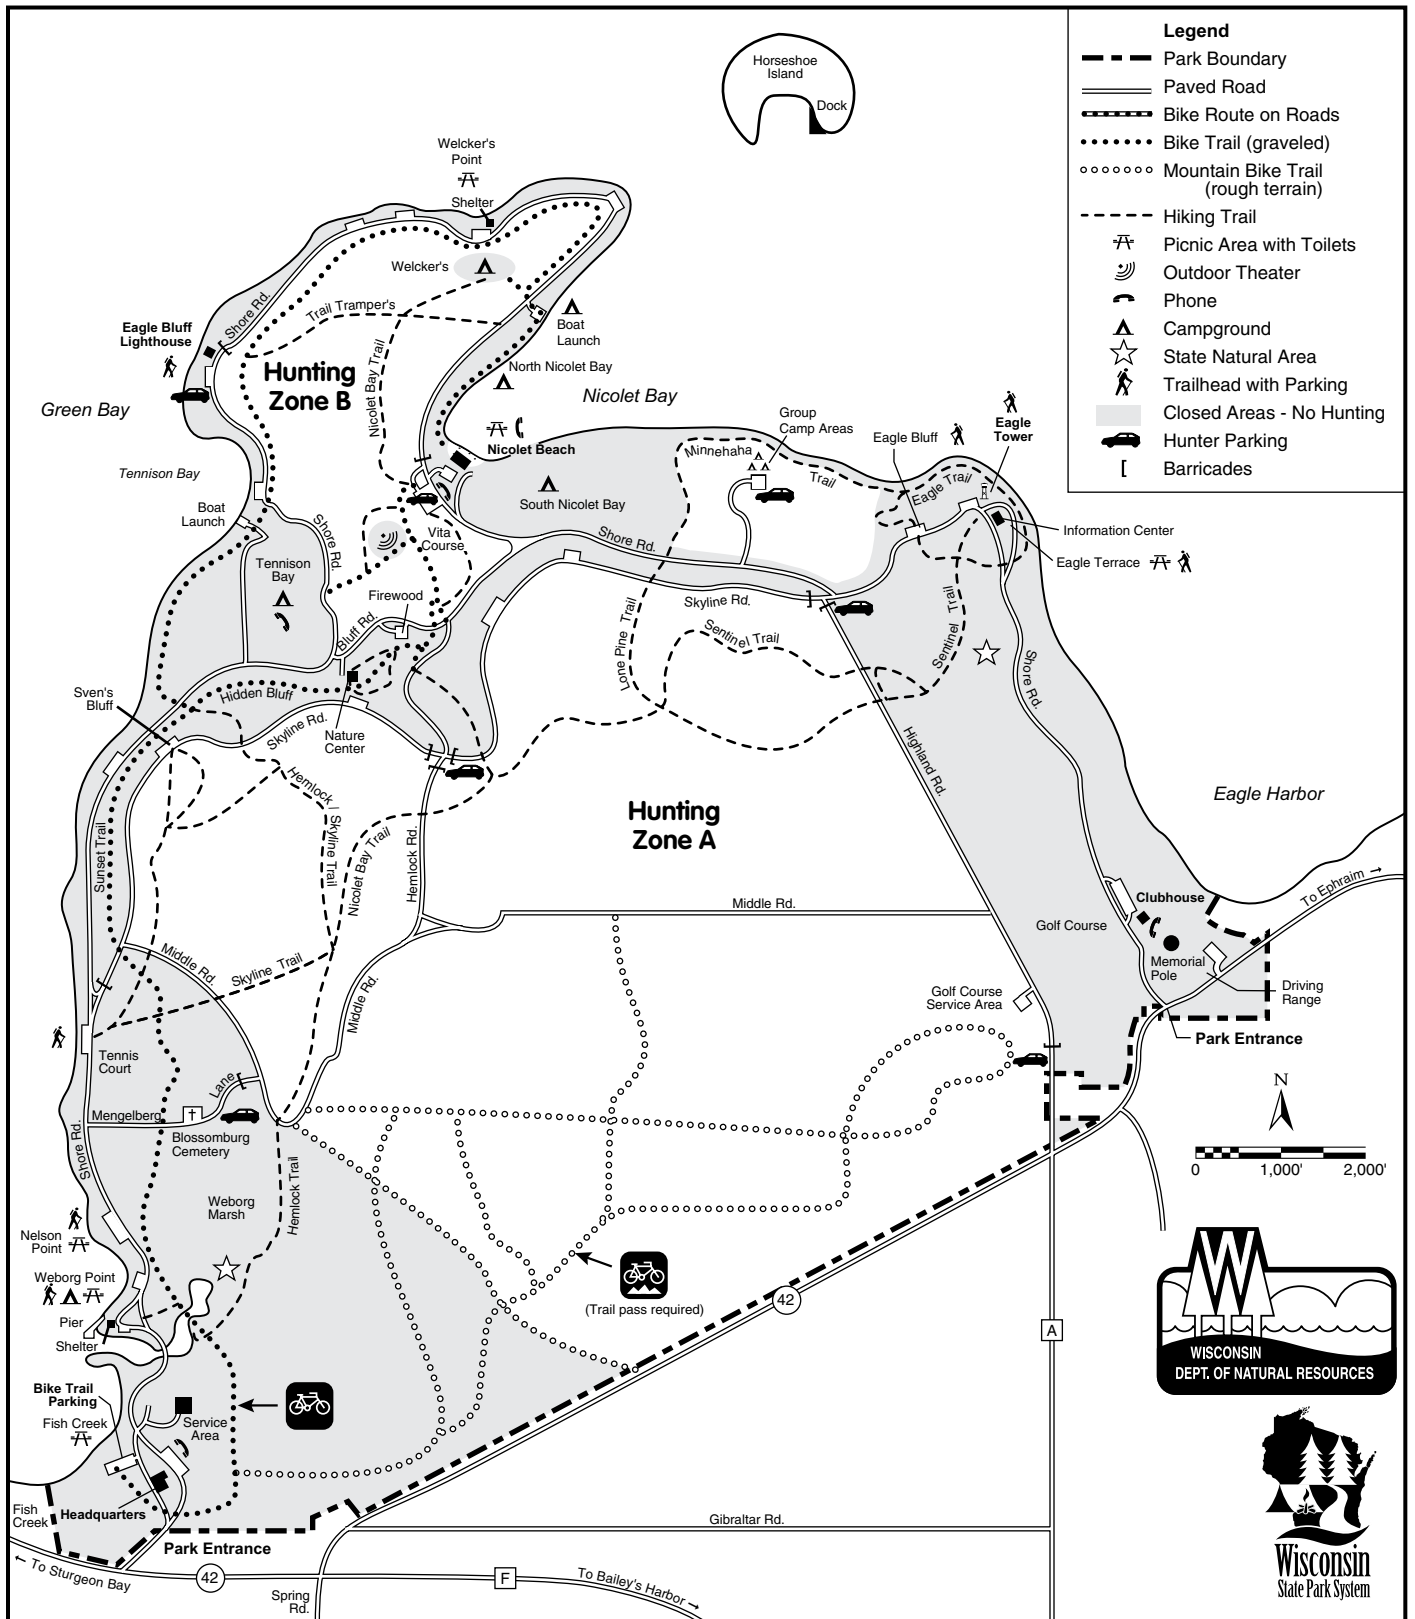 Legend
Park Boundary
Paved Road
Bike Route on Roads
Bike Trail (graveled)
Mountain Bike Trail
(rough terrain)
Hiking Trail
Picnic Area with Toilets
Outdoor Theater
Phone
Campground
State Natural Area
Trailhead with Parking
Closed Areas - No Hunting
Hunter Parking
Barricades
Horseshoe
Island
Dock
Welcker's
Point
Shelter
Welcker's
Shore Rd.
Trail Tramper's
Eagle Bluff
Lighthouse
Boat
Launch
Hunting
Zone B
Nicolet Bay Trail
North Nicolet Bay
Green Bay
Nicolet Bay
Nicolet Beach
Group
Camp Areas
Eagle Bluff
Eagle
Tower
Minnehaha
Trail
Eagle Trail
Tennison Bay
South Nicolet Bay
Boat
Launch
Shore Rd.
Vita
Course
Shore Rd.
Information Center
Eagle Terrace
Tennison
Bay
Firewood
Bluff Rd.
Skyline Rd.
Lone Pine Trail
Sentinel Trail
Sentinel Trail
Shore Rd.
Sven's
Bluff
Hidden Bluff
Skyline Rd.
Nature
Center
Highland Rd.
Hemlock / Skyline Trail
Hunting
Zone A
Eagle Harbor
Sunset Trail
Nicolet Bay Trail
Hemlock Rd.
To Ephraim →
Middle Rd.
Clubhouse
Golf Course
Memorial
Pole
Middle Rd.
Skyline Trail
Middle Rd.
Golf Course
Service Area
Driving
Range
Park Entrance
Tennis
Court
Lane
Mengelberg
Blossomburg
Cemetery
Shore Rd.
N
0 1,000' 2,000'
Weborg
Marsh
Hemlock Trail
Nelson
Point
Weborg Point
Pier
Shelter
(Trail pass required)
42
A
W
WISCONSIN
DEPT. OF NATURAL RESOURCES
Bike Trail
Parking
Fish Creek
Service
Area
Fish
Creek
Headquarters
Park Entrance
Gibraltar Rd.
← To Sturgeon Bay
42
F
To Bailey's Harbor →
Spring
Rd.
Wisconsin
State Park System